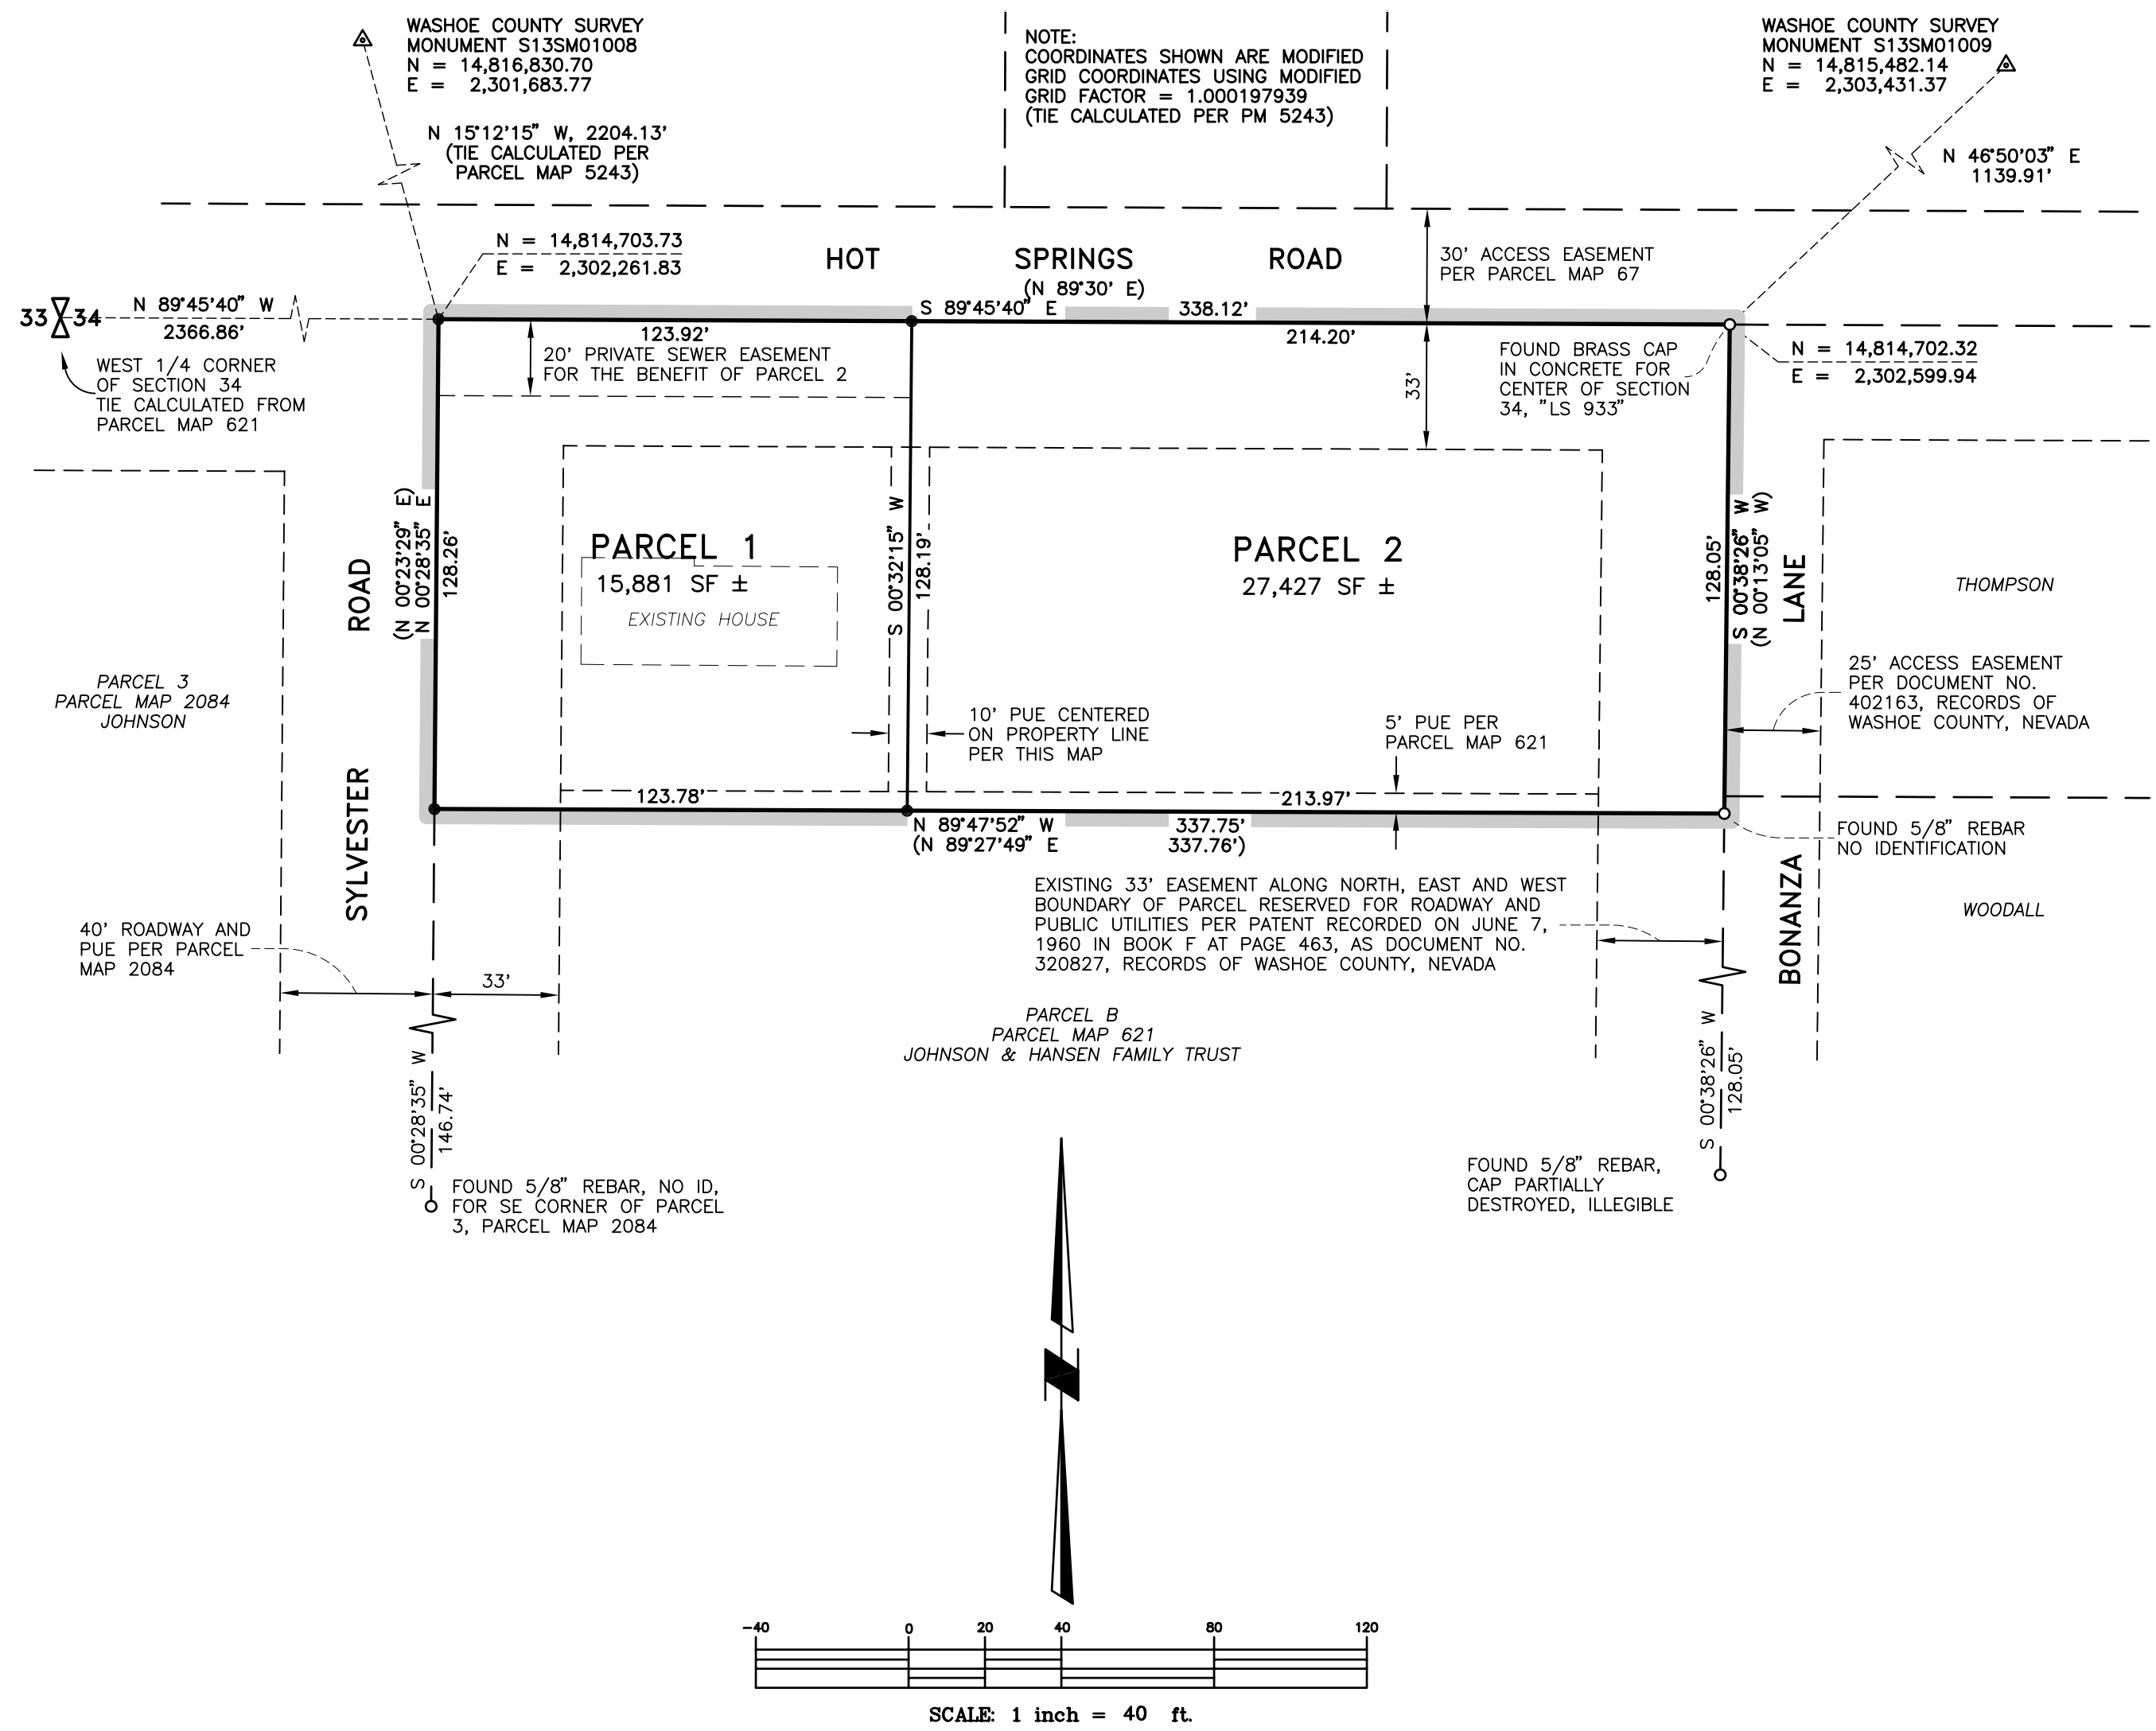 WASHOE COUNTY SURVEY
MONUMENT S13SM01008
N = 14,816,830.70
E = 2,301,683.77
N 15°12'15" W, 2204.13'
(TIE CALCULATED PER
PARCEL MAP 5243)
NOTE:
COORDINATES SHOWN ARE MODIFIED
GRID COORDINATES USING MODIFIED
GRID FACTOR = 1.000197939
(TIE CALCULATED PER PM 5243)
WASHOE COUNTY SURVEY
MONUMENT S13SM01009
N = 14,815,482.14
E = 2,303,431.37
N 46°50'03" E
1139.91'
N = 14,814,703.73
E = 2,302,261.83
HOT SPRINGS ROAD
(N 89°30' E)
S 89°45'40" E 338.12'
30' ACCESS EASEMENT
PER PARCEL MAP 67
33 34
N 89°45'40" W
2366.86'
WEST 1/4 CORNER
OF SECTION 34
TIE CALCULATED FROM
PARCEL MAP 621
123.92'
214.20'
20' PRIVATE SEWER EASEMENT
FOR THE BENEFIT OF PARCEL 2
33'
FOUND BRASS CAP
IN CONCRETE FOR
CENTER OF SECTION
34, "LS 933"
N = 14,814,702.32
E = 2,302,599.94
(N 00°23'29" E)
N 00°28'35" E
128.26'
PARCEL 1
15,881 SF ±
EXISTING HOUSE
S 00°32'15" W
128.19'
PARCEL 2
27,427 SF ±
128.05'
S 00°38'26" W
(N 00°13'05" W)
SYLVESTER ROAD
BONANZA LANE
THOMPSON
PARCEL 3
PARCEL MAP 2084
JOHNSON
25' ACCESS EASEMENT
PER DOCUMENT NO.
402163, RECORDS OF
WASHOE COUNTY, NEVADA
10' PUE CENTERED
ON PROPERTY LINE
PER THIS MAP
5' PUE PER
PARCEL MAP 621
123.78'
213.97'
N 89°47'52" W 337.75'
(N 89°27'49" E 337.76')
FOUND 5/8" REBAR
NO IDENTIFICATION
EXISTING 33' EASEMENT ALONG NORTH, EAST AND WEST
BOUNDARY OF PARCEL RESERVED FOR ROADWAY AND
PUBLIC UTILITIES PER PATENT RECORDED ON JUNE 7,
1960 IN BOOK F AT PAGE 463, AS DOCUMENT NO.
320827, RECORDS OF WASHOE COUNTY, NEVADA
WOODALL
40' ROADWAY AND
PUE PER PARCEL
MAP 2084
33'
PARCEL B
PARCEL MAP 621
JOHNSON & HANSEN FAMILY TRUST
S 00°28'35" W
146.74'
S 00°38'26" W
128.05'
FOUND 5/8" REBAR, NO ID,
FOR SE CORNER OF PARCEL
3, PARCEL MAP 2084
FOUND 5/8" REBAR,
CAP PARTIALLY
DESTROYED, ILLEGIBLE
N
-40 0 20 40 80 120
SCALE: 1 inch = 40 ft.